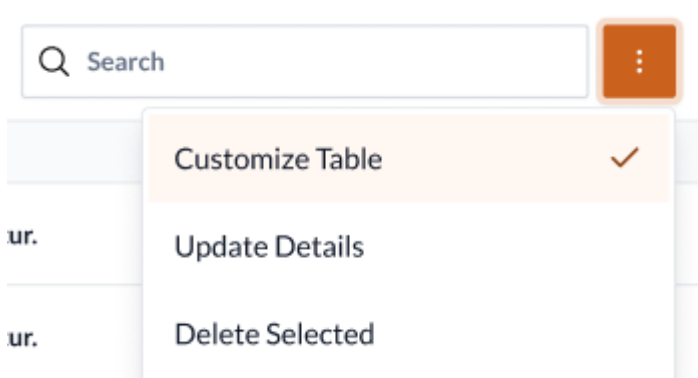 Search
Customize Table
ur.
Update Details
ur.
Delete Selected